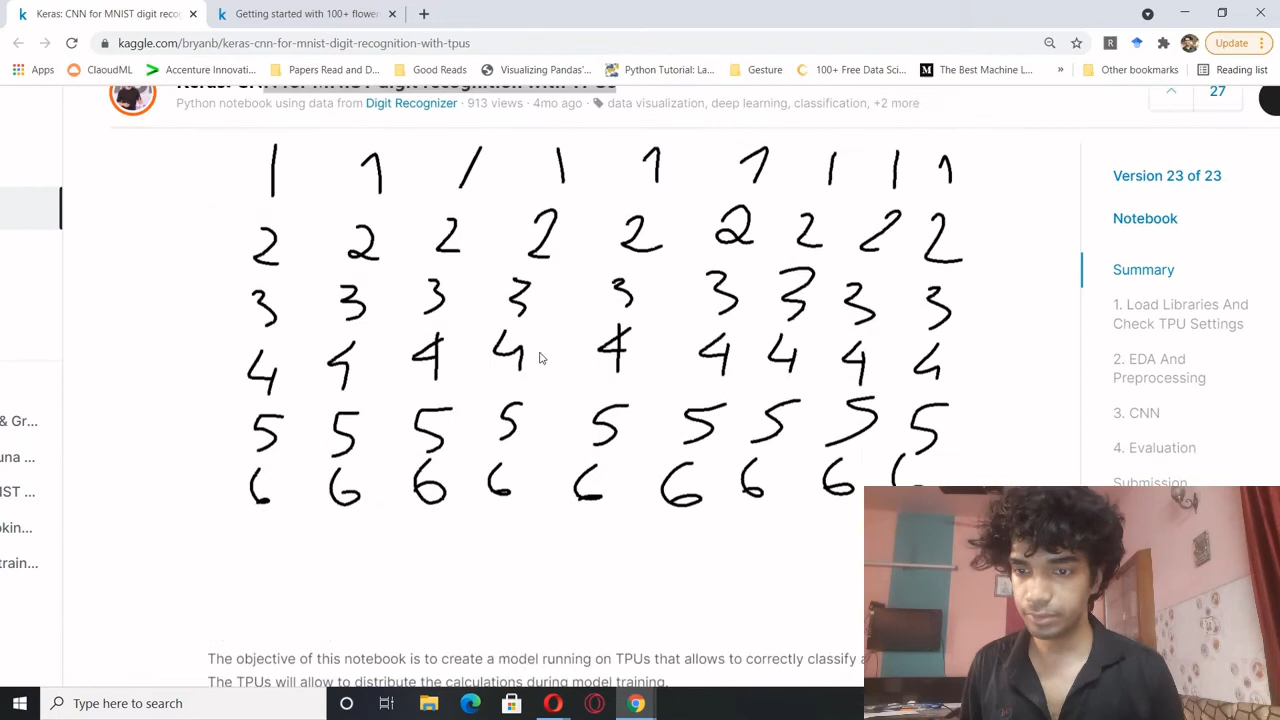 Keras: CNN for MNIST digit recog
Getting started with 100+ flower
kaggle.com/bryanb/keras-cnn-for-mnist-digit-recognition-with-tpus
Update
Apps
ClaoudML
Accenture Innovati...
Papers Read and D...
Good Reads
Visualizing Pandas'...
Python Tutorial: La...
Gesture
100+ Free Data Sci...
The Best Machine L...
»
Other bookmarks
Reading list
Python notebook using data from Digit Recognizer · 913 views · 4mo ago · data visualization, deep learning, classification, +2 more
27
1 1 1 1 1 1 1 1 1
2 2 2 2 2 2 2 2 2
3 3 3 3 3 3 3 3 3
4 4 4 4 4 4 4 4 4
5 5 5 5 5 5 5 5 5
6 6 6 6 6 6 6 6 6
Version 23 of 23
Notebook
Summary
1. Load Libraries And
Check TPU Settings
2. EDA And
Preprocessing
3. CNN
4. Evaluation
Submission
& Gr...
una
IST ...
okin...
train...
The objective of this notebook is to create a model running on TPUs that allows to correctly classify
The TPUs will allow to distribute the calculations during model training.
Type here to search